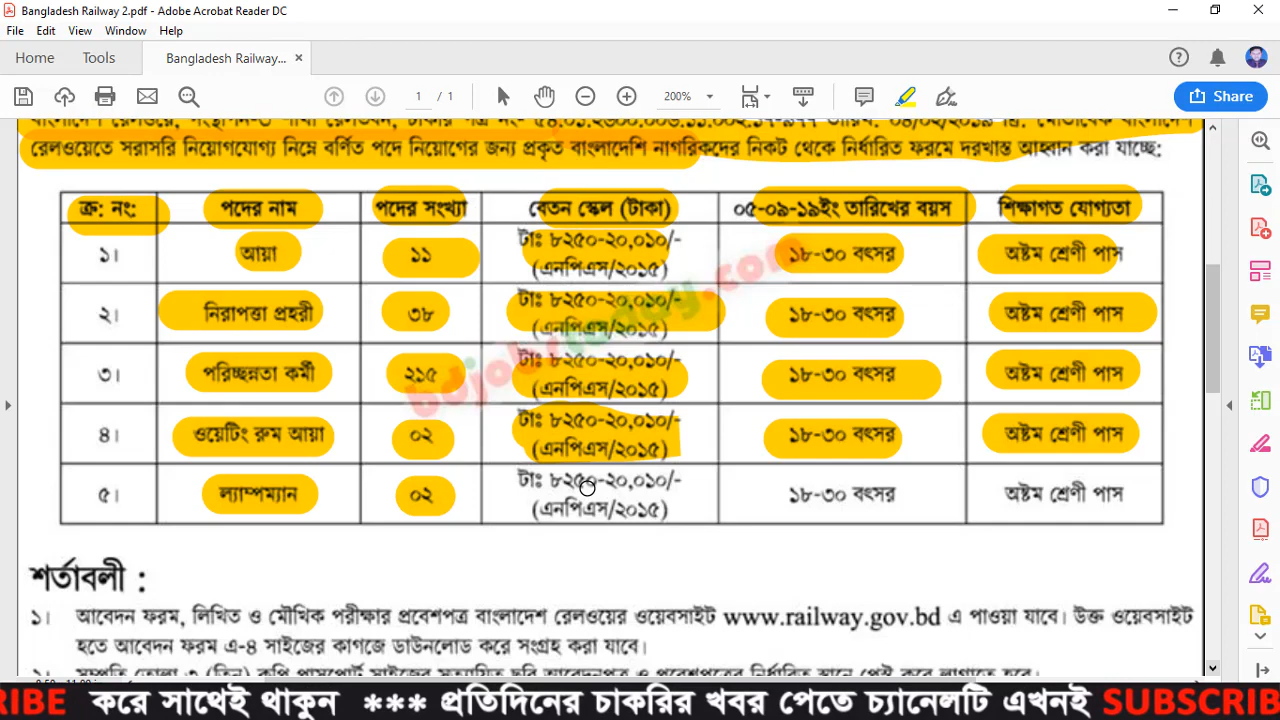 Bangladesh Railway 2.pdf - Adobe Acrobat Reader DC
File Edit View Window Help
Home Tools Bangladesh Railway... ×
1 / 1 200% Share
রেলওয়েতে সরাসরি নিয়োগযোগ্য নিম্নে বর্ণিত পদে নিয়োগের জন্য প্রকৃত বাংলাদেশি নাগরিকদের নিকট থেকে নির্ধারিত ফরমে দরখাস্ত আহ্বান করা যাচ্ছে:
ক্র: নং: পদের নাম পদের সংখ্যা বেতন স্কেল (টাকা) ০৫-০৯-১৯ইং তারিখের বয়স শিক্ষাগত যোগ্যতা
১। আয়া ১১ টাঃ ৮২৫০-২০,০১০/- (এনপিএস/২০১৫) ১৮-৩০ বৎসর অষ্টম শ্রেণী পাস
২। নিরাপত্তা প্রহরী ৩৮ টাঃ ৮২৫০-২০,০১০/- (এনপিএস/২০১৫) ১৮-৩০ বৎসর অষ্টম শ্রেণী পাস
৩। পরিচ্ছন্নতা কর্মী ২১৫ টাঃ ৮২৫০-২০,০১০/- (এনপিএস/২০১৫) ১৮-৩০ বৎসর অষ্টম শ্রেণী পাস
৪। ওয়েটিং রুম আয়া ০২ টাঃ ৮২৫০-২০,০১০/- (এনপিএস/২০১৫) ১৮-৩০ বৎসর অষ্টম শ্রেণী পাস
৫। ল্যাম্পম্যান ০২ টাঃ ৮২৫০-২০,০১০/- (এনপিএস/২০১৫) ১৮-৩০ বৎসর অষ্টম শ্রেণী পাস
bdjobstoday.com
শর্তাবলী :
১। আবেদন ফরম, লিখিত ও মৌখিক পরীক্ষার প্রবেশপত্র বাংলাদেশ রেলওয়ের ওয়েবসাইট www.railway.gov.bd এ পাওয়া যাবে। উক্ত ওয়েবসাইট
হতে আবেদন ফরম এ-৪ সাইজের কাগজে ডাউনলোড করে সংগ্রহ করা যাবে।
RIBE করে সাথেই থাকুন *** প্রতিদিনের চাকরির খবর পেতে চ্যানেলটি এখনই SUBSCRIB